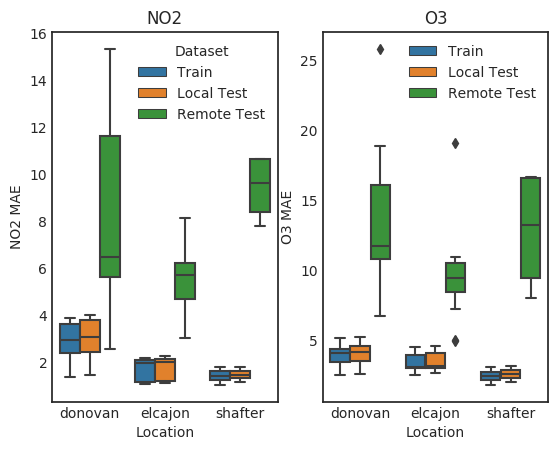 NO2
16
14
12
10
8
6
4
2
NO2 MAE
Dataset
Train
Local Test
Remote Test
donovan elcajon shafter
Location
O3
25
20
15
10
5
O3 MAE
Train
Local Test
Remote Test
donovan elcajon shafter
Location